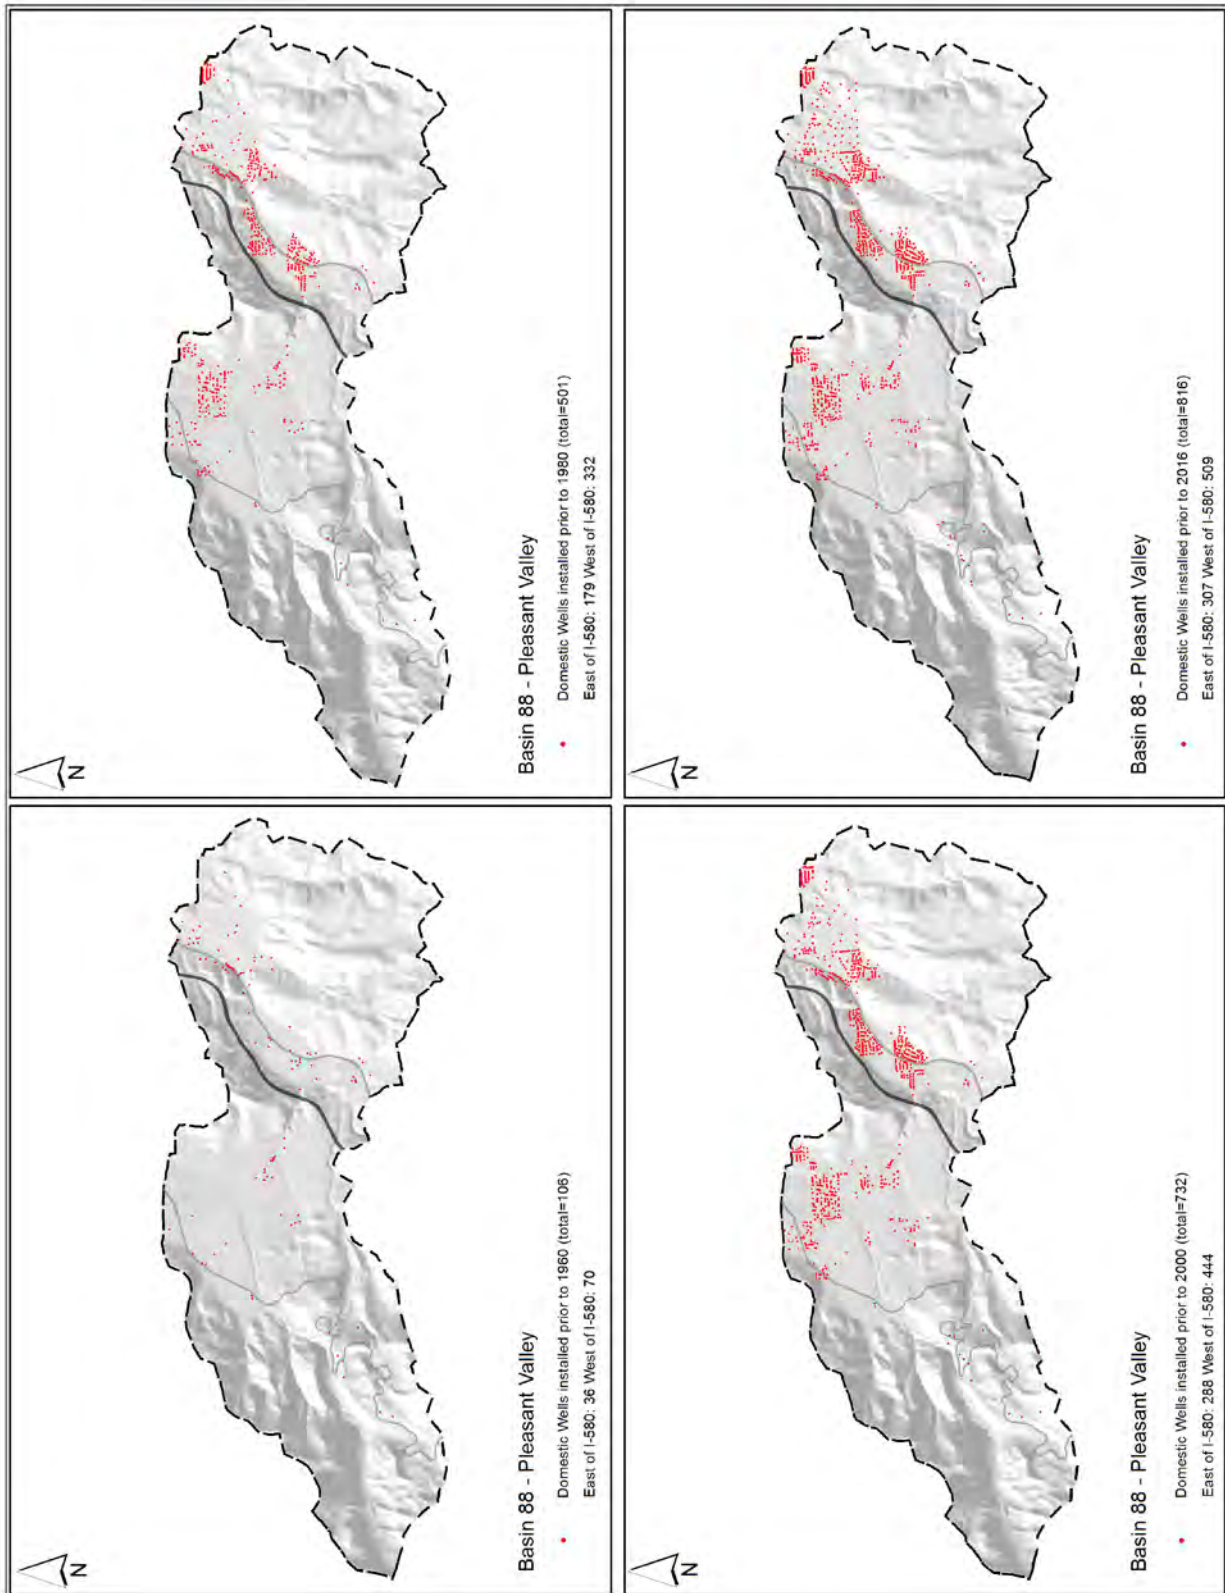 N
Basin 88 - Pleasant Valley
Domestic Wells installed prior to 1960 (total=106)
East of I-580: 36 West of I-580: 70
N
Basin 88 - Pleasant Valley
Domestic Wells installed prior to 1980 (total=501)
East of I-580: 179 West of I-580: 332
N
Basin 88 - Pleasant Valley
Domestic Wells installed prior to 2000 (total=732)
East of I-580: 288 West of I-580: 444
N
Basin 88 - Pleasant Valley
Domestic Wells installed prior to 2016 (total=816)
East of I-580: 307 West of I-580: 509